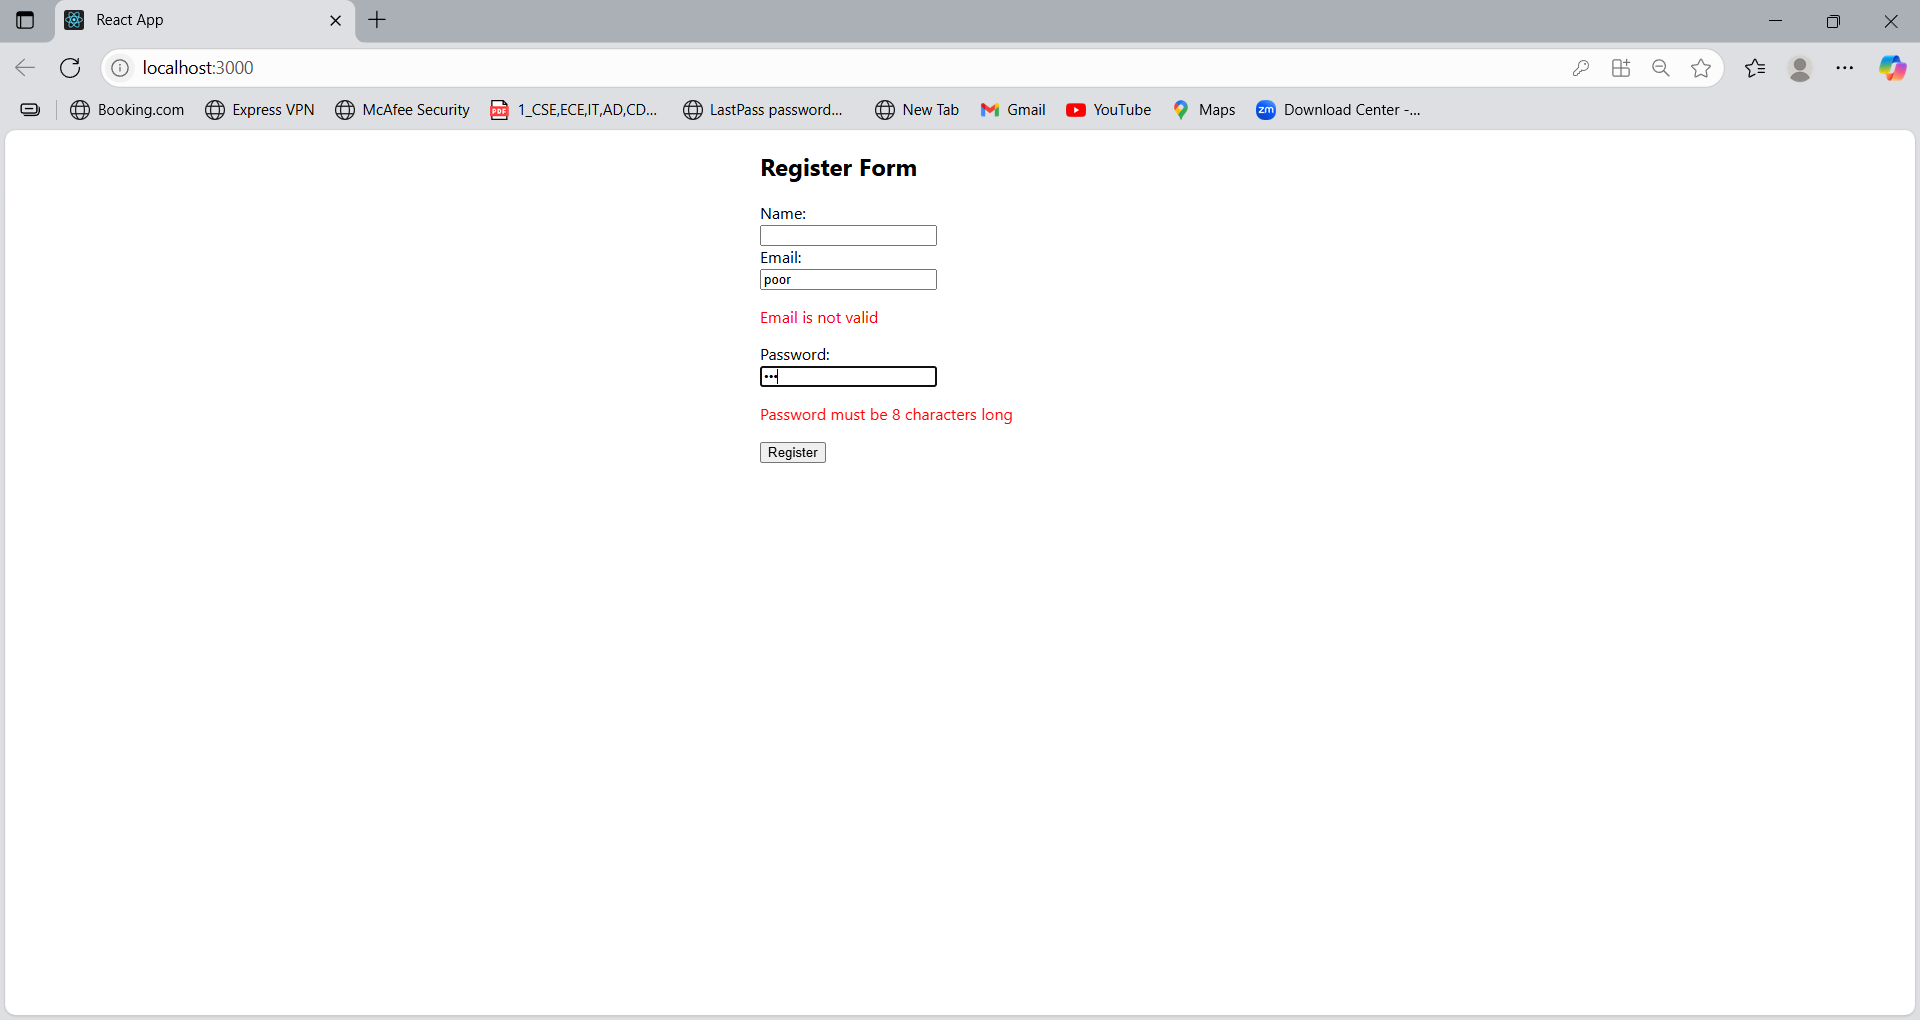 React App
localhost:3000
Booking.com Express VPN McAfee Security 1_CSE,ECE,IT,AD,CD... LastPass password... New Tab Gmail YouTube Maps zm Download Center -...
Register Form
Name:
Email:
poor
Email is not valid
Password:
•••
Password must be 8 characters long
Register